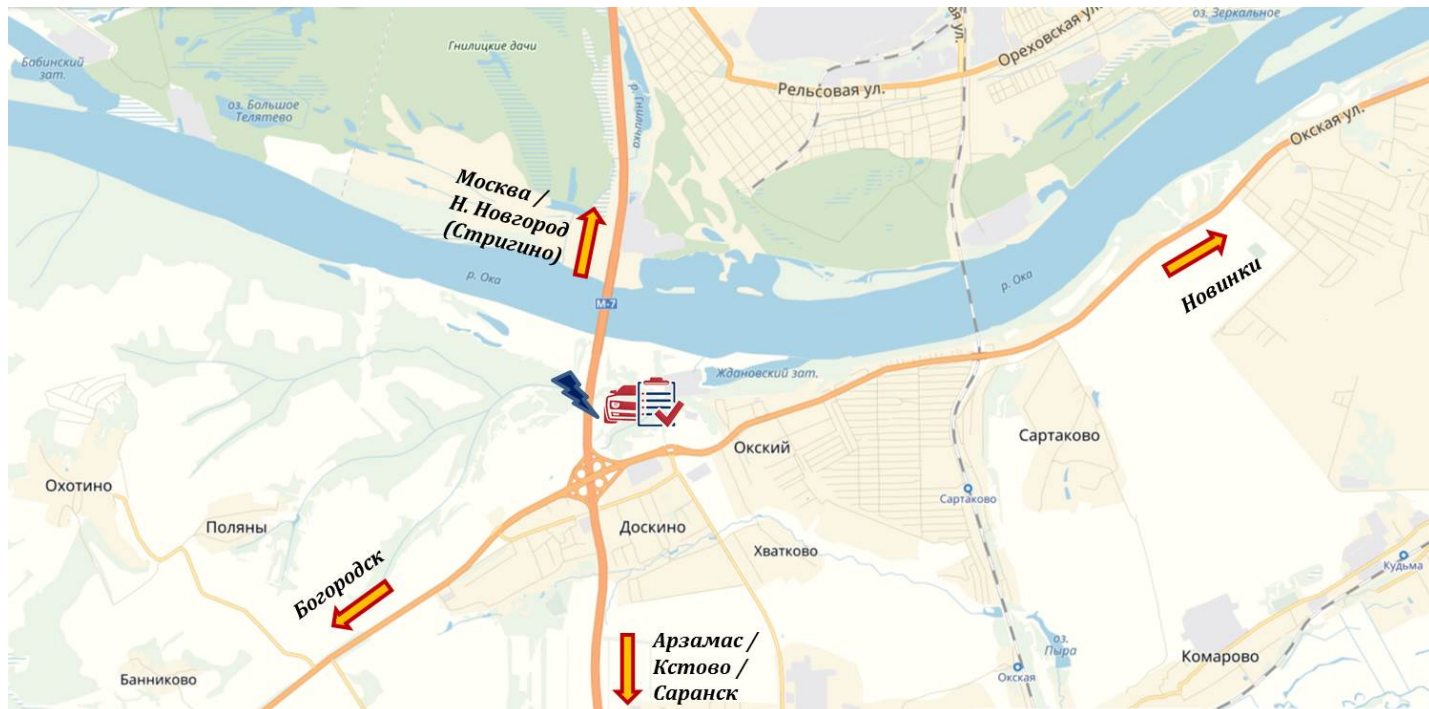 Гнилицкие дачи
оз. Зеркальное
Ореховская ул.
Бабинский
зат.
Рельсовая ул.
оз. Большое
Телятево
р. Гниличка
Окская ул.
Москва /
Н. Новгород
(Стригино)
р. Ока
М-7
р. Ока
Новинки
Ждановский зат.
Окский
Сартаково
Охотино
Сартаково
Поляны
Доскино
Хватково
Кудьма
Богородск
Арзамас /
Кстово /
Саранск
оз.
Пыра
Комарово
Банниково
Окская